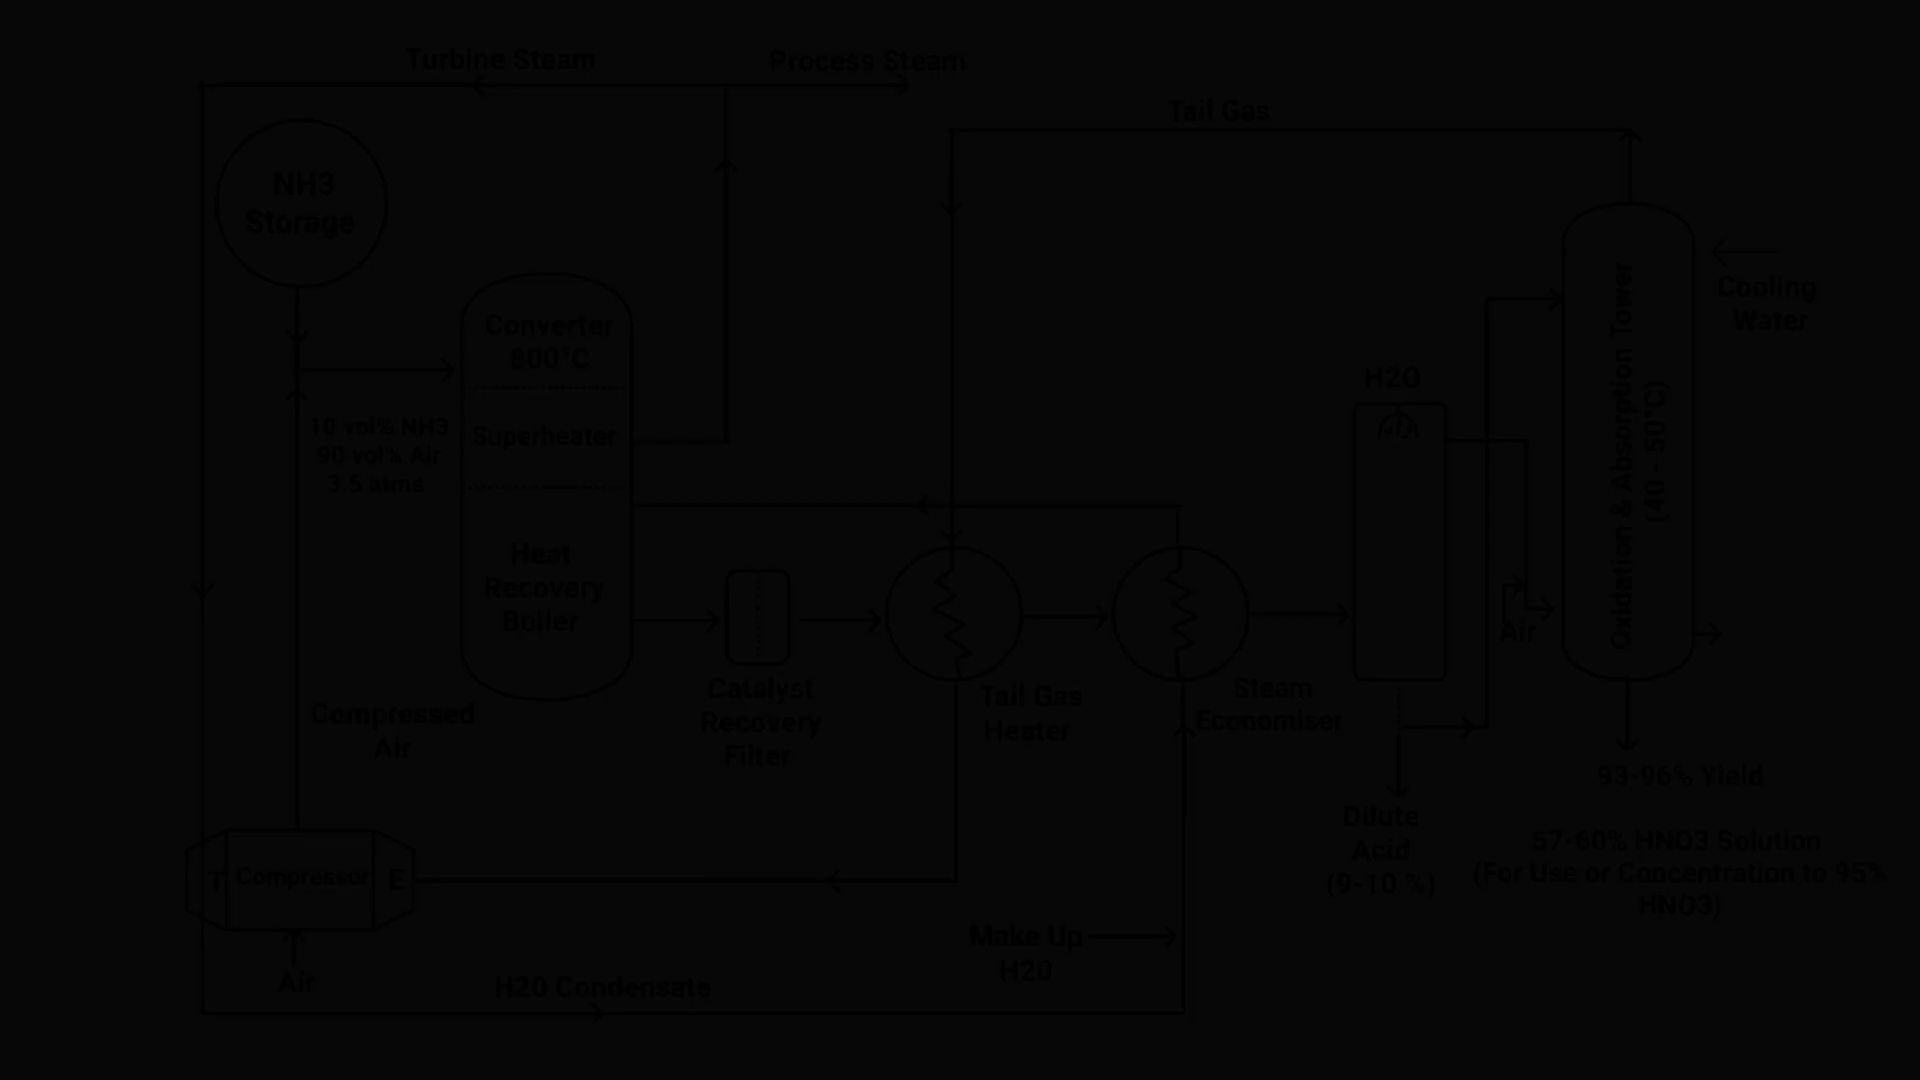 Turbine Steam
Process Steam
Tail Gas
NH3
Storage
Converter
800°C
Superheater
Heat
Recovery
Boiler
10 vol% NH3
90 vol% Air
3.5 atms
Cooling
Water
H2O
Oxidation & Absorption Tower
(40 - 50°C)
Air
Catalyst
Recovery
Filter
Tail Gas
Heater
Steam
Economiser
Compressed
Air
T
Compressor
E
Air
Dilute
Acid
(9-10 %)
93-96% Yield
57-60% HNO3 Solution
(For Use or Concentration to 95%
HNO3)
Make Up
H20
H20 Condensate